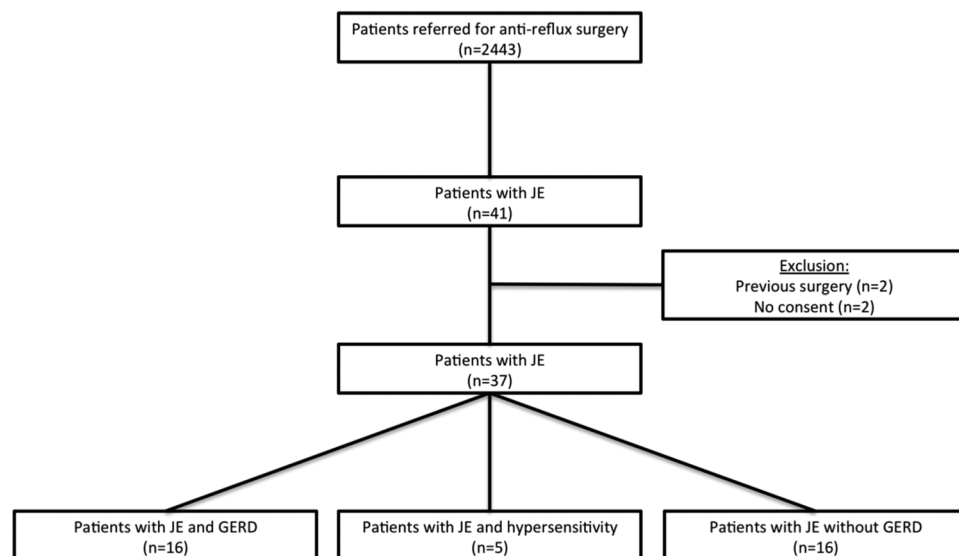 Patients referred for anti-reflux surgery
(n=2443)
Patients with JE
(n=41)
Exclusion:
Previous surgery (n=2)
No consent (n=2)
Patients with JE
(n=37)
Patients with JE and GERD
(n=16)
Patients with JE and hypersensitivity
(n=5)
Patients with JE without GERD
(n=16)